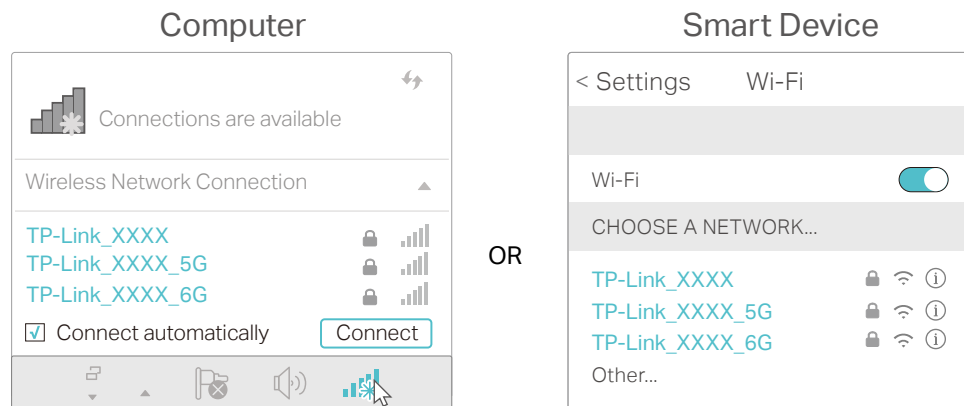 Computer
Connections are available
Wireless Network Connection
TP-Link_XXXX
TP-Link_XXXX_5G
TP-Link_XXXX_6G
Connect automatically
Connect
OR
Smart Device
< Settings
Wi-Fi
Wi-Fi
CHOOSE A NETWORK...
TP-Link_XXXX
TP-Link_XXXX_5G
TP-Link_XXXX_6G
Other...